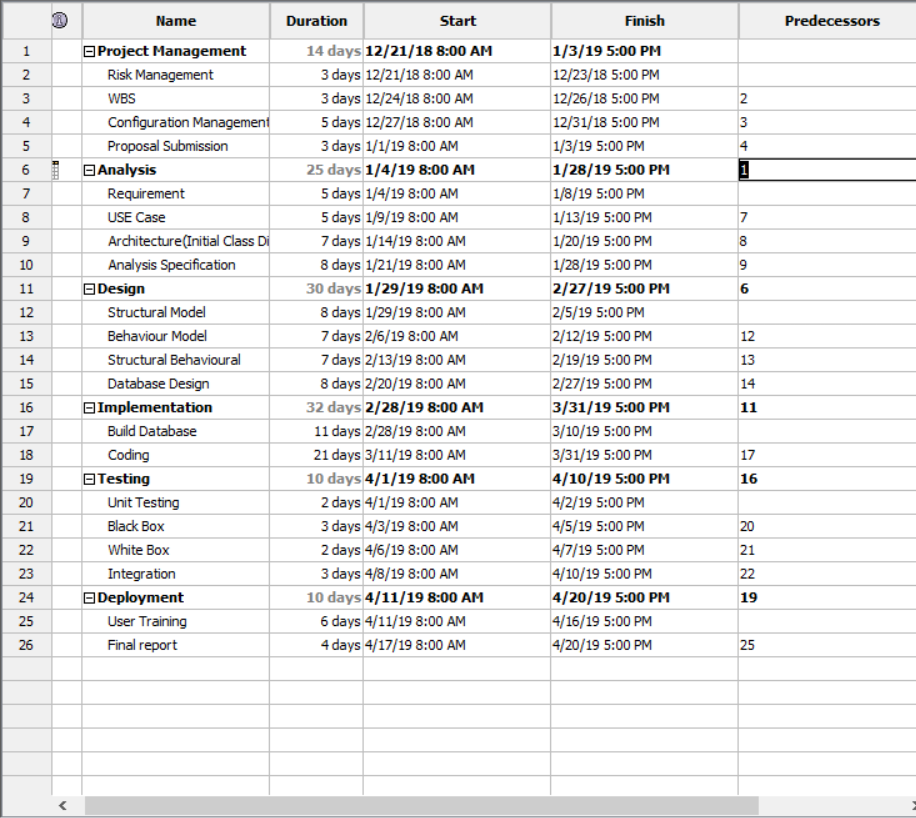 Name Duration Start Finish Predecessors
1 Project Management 14 days 12/21/18 8:00 AM 1/3/19 5:00 PM
2 Risk Management 3 days 12/21/18 8:00 AM 12/23/18 5:00 PM
3 WBS 3 days 12/24/18 8:00 AM 12/26/18 5:00 PM 2
4 Configuration Management 5 days 12/27/18 8:00 AM 12/31/18 5:00 PM 3
5 Proposal Submission 3 days 1/1/19 8:00 AM 1/3/19 5:00 PM 4
6 Analysis 25 days 1/4/19 8:00 AM 1/28/19 5:00 PM 1
7 Requirement 5 days 1/4/19 8:00 AM 1/8/19 5:00 PM
8 USE Case 5 days 1/9/19 8:00 AM 1/13/19 5:00 PM 7
9 Architecture(Initial Class Di 7 days 1/14/19 8:00 AM 1/20/19 5:00 PM 8
10 Analysis Specification 8 days 1/21/19 8:00 AM 1/28/19 5:00 PM 9
11 Design 30 days 1/29/19 8:00 AM 2/27/19 5:00 PM 6
12 Structural Model 8 days 1/29/19 8:00 AM 2/5/19 5:00 PM
13 Behaviour Model 7 days 2/6/19 8:00 AM 2/12/19 5:00 PM 12
14 Structural Behavioural 7 days 2/13/19 8:00 AM 2/19/19 5:00 PM 13
15 Database Design 8 days 2/20/19 8:00 AM 2/27/19 5:00 PM 14
16 Implementation 32 days 2/28/19 8:00 AM 3/31/19 5:00 PM 11
17 Build Database 11 days 2/28/19 8:00 AM 3/10/19 5:00 PM
18 Coding 21 days 3/11/19 8:00 AM 3/31/19 5:00 PM 17
19 Testing 10 days 4/1/19 8:00 AM 4/10/19 5:00 PM 16
20 Unit Testing 2 days 4/1/19 8:00 AM 4/2/19 5:00 PM
21 Black Box 3 days 4/3/19 8:00 AM 4/5/19 5:00 PM 20
22 White Box 2 days 4/6/19 8:00 AM 4/7/19 5:00 PM 21
23 Integration 3 days 4/8/19 8:00 AM 4/10/19 5:00 PM 22
24 Deployment 10 days 4/11/19 8:00 AM 4/20/19 5:00 PM 19
25 User Training 6 days 4/11/19 8:00 AM 4/16/19 5:00 PM
26 Final report 4 days 4/17/19 8:00 AM 4/20/19 5:00 PM 25